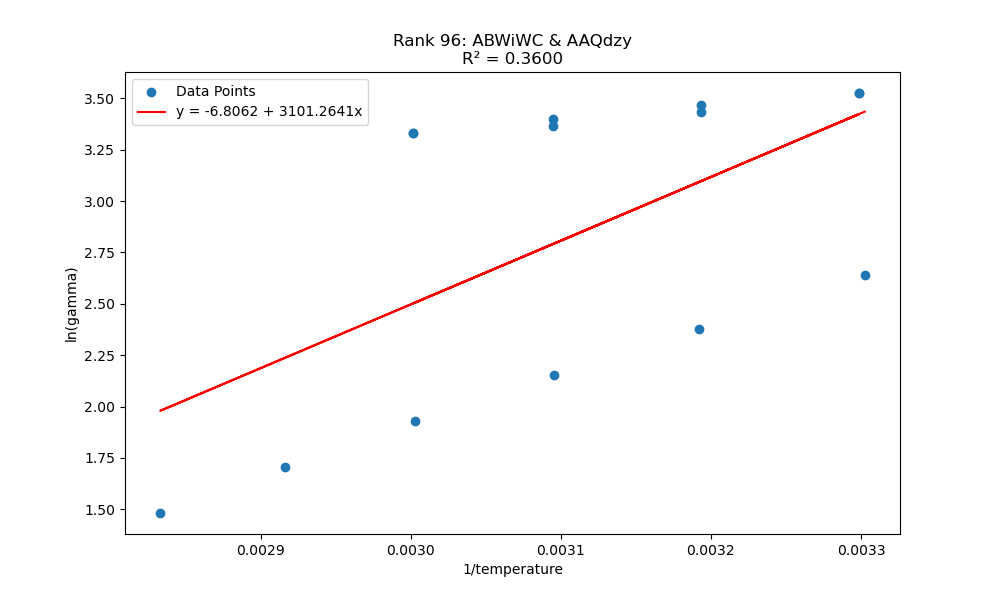 Rank 96: ABWiWC & AAQdzy
R² = 0.3600
Data Points
y = -6.8062 + 3101.2641x
3.50
3.25
3.00
2.75
2.50
2.25
2.00
1.75
1.50
ln(gamma)
0.0029 0.0030 0.0031 0.0032 0.0033
1/temperature